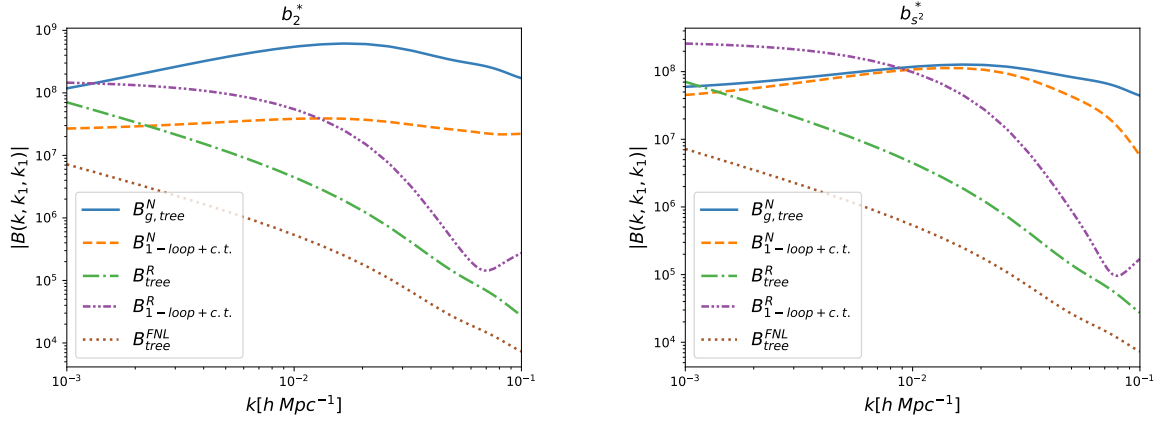 b_2^*
|B(k, k_1, k_1)|
10^9
10^8
10^7
10^6
10^5
10^4
B^N_{g, tree}
B^N_{1-loop+c.t.}
B^R_{tree}
B^R_{1-loop+c.t.}
B^{FNL}_{tree}
10^{-3}
10^{-2}
10^{-1}
k[h Mpc^{-1}]
b_{s^2}^*
|B(k, k_1, k_1)|
10^8
10^7
10^6
10^5
10^4
B^N_{g, tree}
B^N_{1-loop+c.t.}
B^R_{tree}
B^R_{1-loop+c.t.}
B^{FNL}_{tree}
10^{-3}
10^{-2}
10^{-1}
k[h Mpc^{-1}]